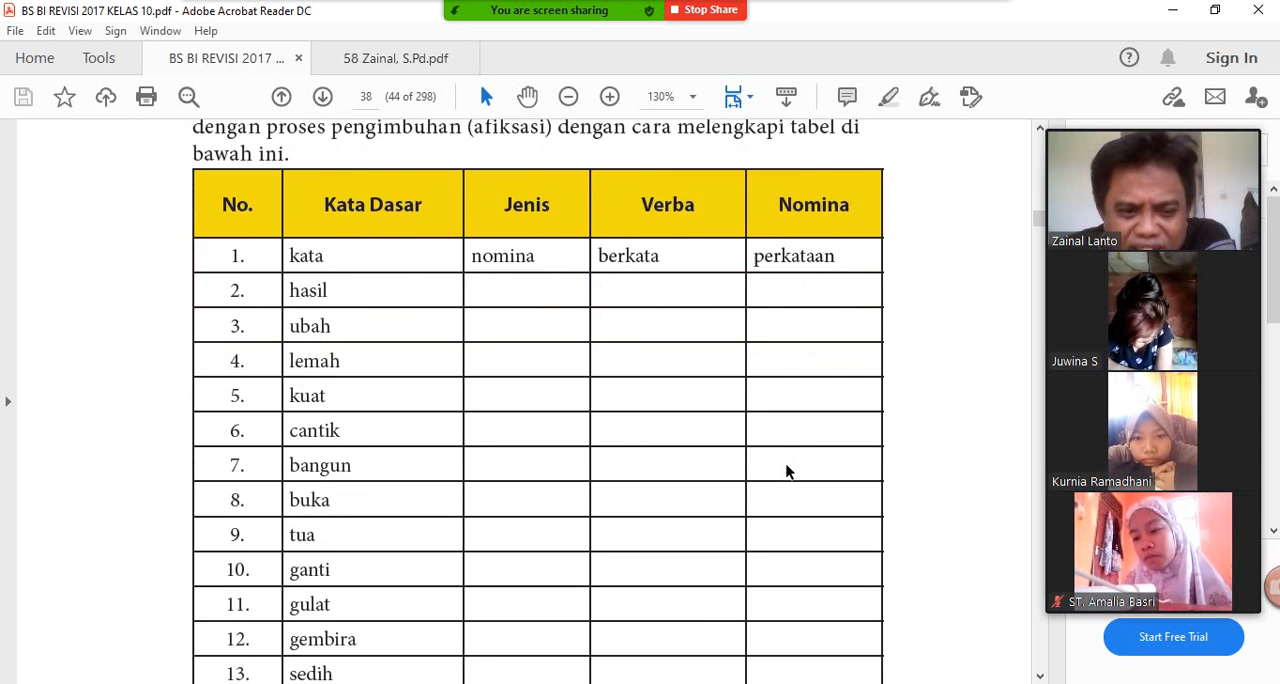 BS BI REVISI 2017 KELAS 10.pdf - Adobe Acrobat Reader DC
You are screen sharing
Stop Share
File Edit View Sign Window Help
Home Tools BS BI REVISI 2017 ... × 58 Zainal, S.Pd.pdf Sign In
38 (44 of 298) 130%
dengan proses pengimbuhan (afiksasi) dengan cara melengkapi tabel di
bawah ini.
No. Kata Dasar Jenis Verba Nomina
1. kata nomina berkata perkataan
2. hasil
3. ubah
4. lemah
5. kuat
6. cantik
7. bangun
8. buka
9. tua
10. ganti
11. gulat
12. gembira
13. sedih
Zainal Lanto
Juwina S
Kurnia Ramadhani
ST. Amalia Basri
Start Free Trial